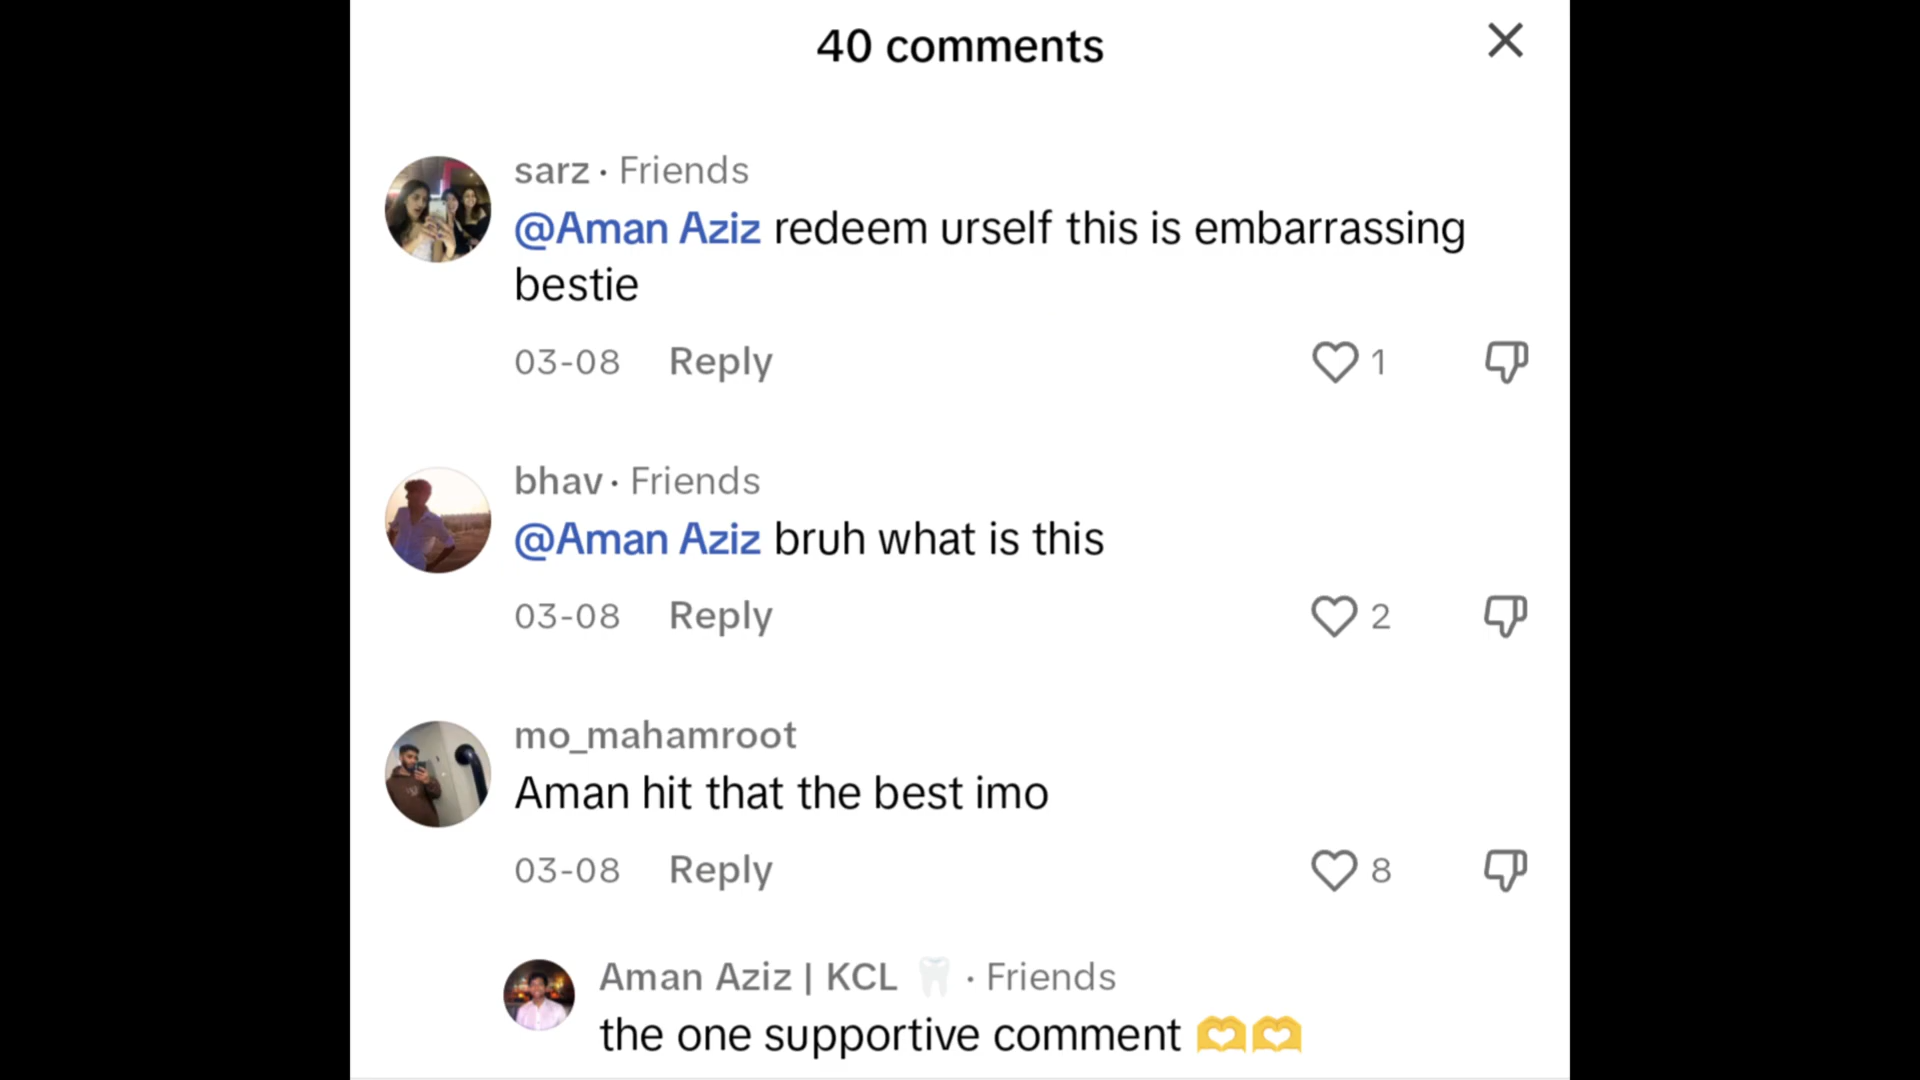 40 comments
sarz · Friends
@Aman Aziz redeem urself this is embarrassing
bestie
03-08 Reply 1
bhav · Friends
@Aman Aziz bruh what is this
03-08 Reply 2
mo_mahamroot
Aman hit that the best imo
03-08 Reply 8
Aman Aziz | KCL 🦷 · Friends
the one supportive comment 🫶🫶